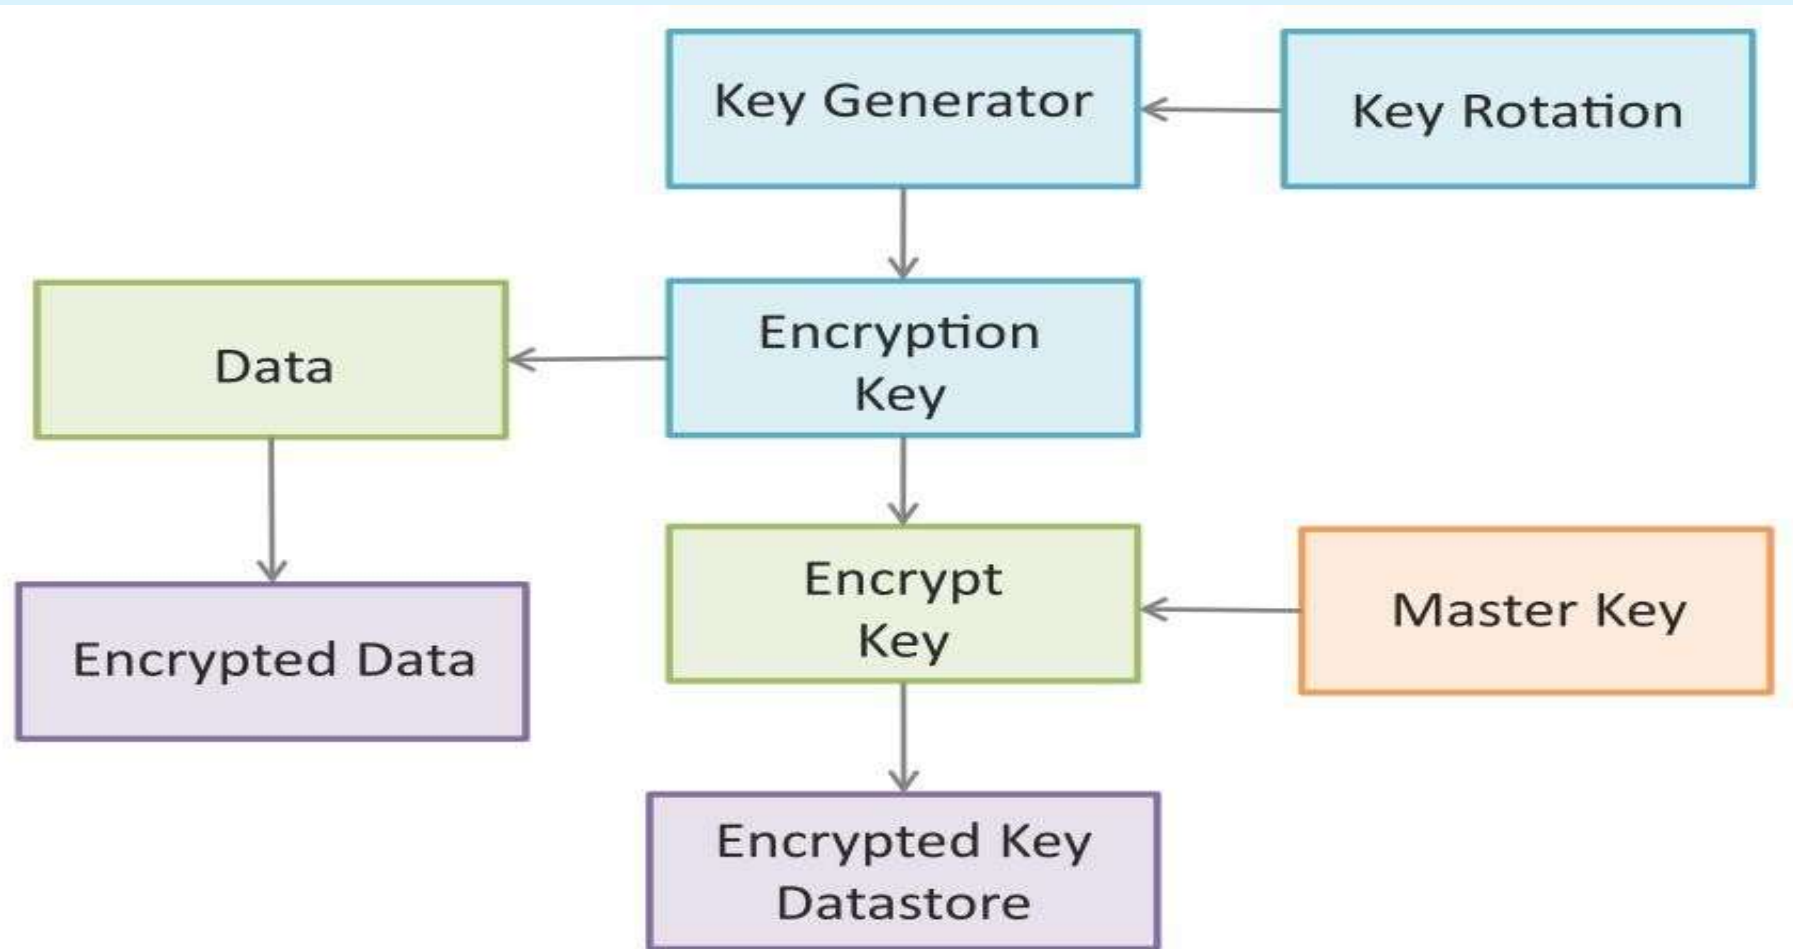 Key Generator
Key Rotation
Data
Encryption
Key
Encrypt
Key
Master Key
Encrypted Data
Encrypted Key
Datastore